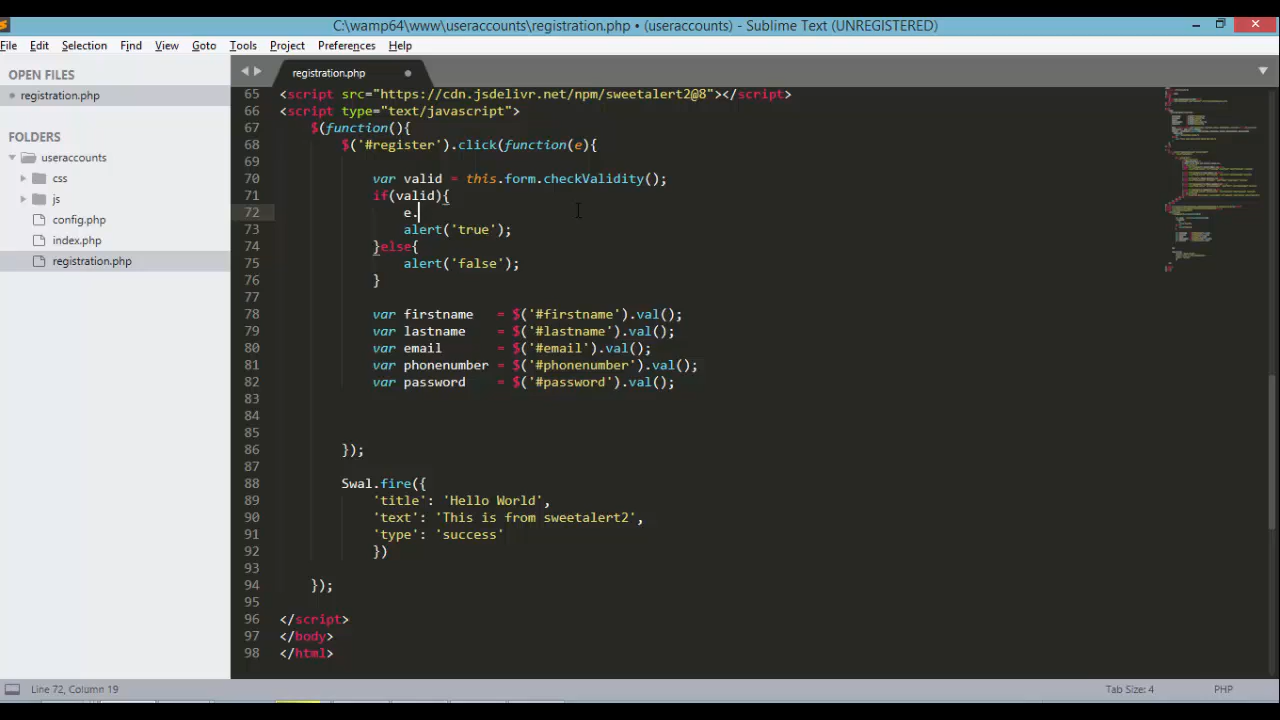 C:\wamp64\www\useraccounts\registration.php • (useraccounts) - Sublime Text (UNREGISTERED)
File Edit Selection Find View Goto Tools Project Preferences Help
OPEN FILES
registration.php
FOLDERS
useraccounts
css
js
config.php
index.php
registration.php
registration.php
65 <script src="https://cdn.jsdelivr.net/npm/sweetalert2@8"></script>
66 <script type="text/javascript">
67 $(function(){
68 $('#register').click(function(e){
69
70 var valid = this.form.checkValidity();
71 if(valid){
72 e.
73 alert('true');
74 }else{
75 alert('false');
76 }
77
78 var firstname = $('#firstname').val();
79 var lastname = $('#lastname').val();
80 var email = $('#email').val();
81 var phonenumber = $('#phonenumber').val();
82 var password = $('#password').val();
83
84
85
86 });
87
88 Swal.fire({
89 'title': 'Hello World',
90 'text': 'This is from sweetalert2',
91 'type': 'success'
92 })
93
94 });
95
96 </script>
97 </body>
98 </html>
Line 72, Column 19
Tab Size: 4
PHP